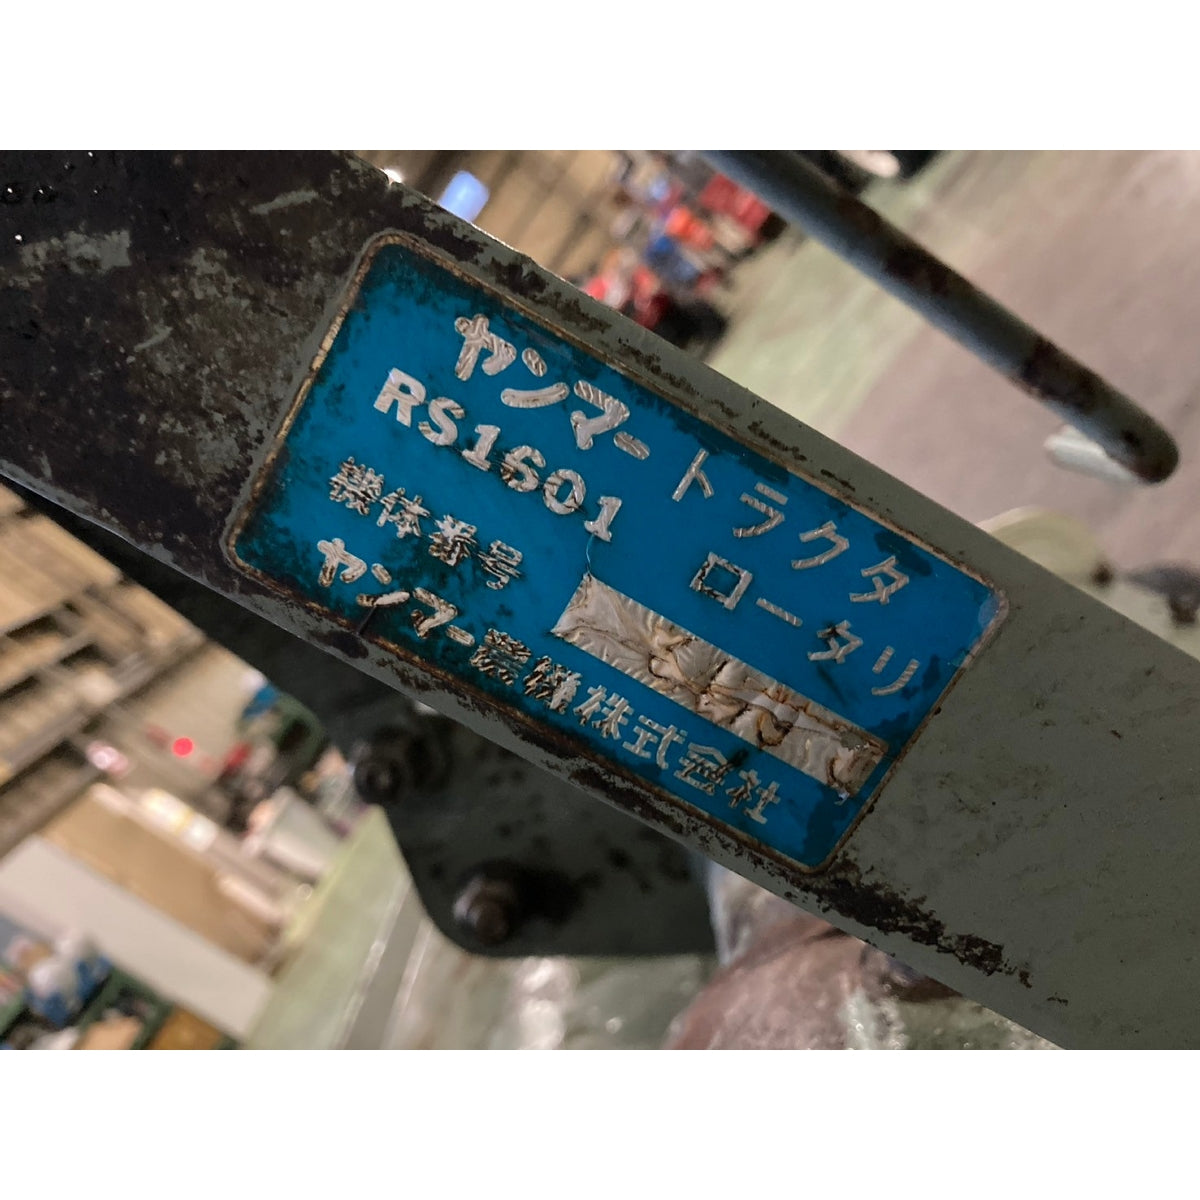 ヤンマートラクタ
RS1601 ロータリ
機体番号
ヤンマー農機株式会社